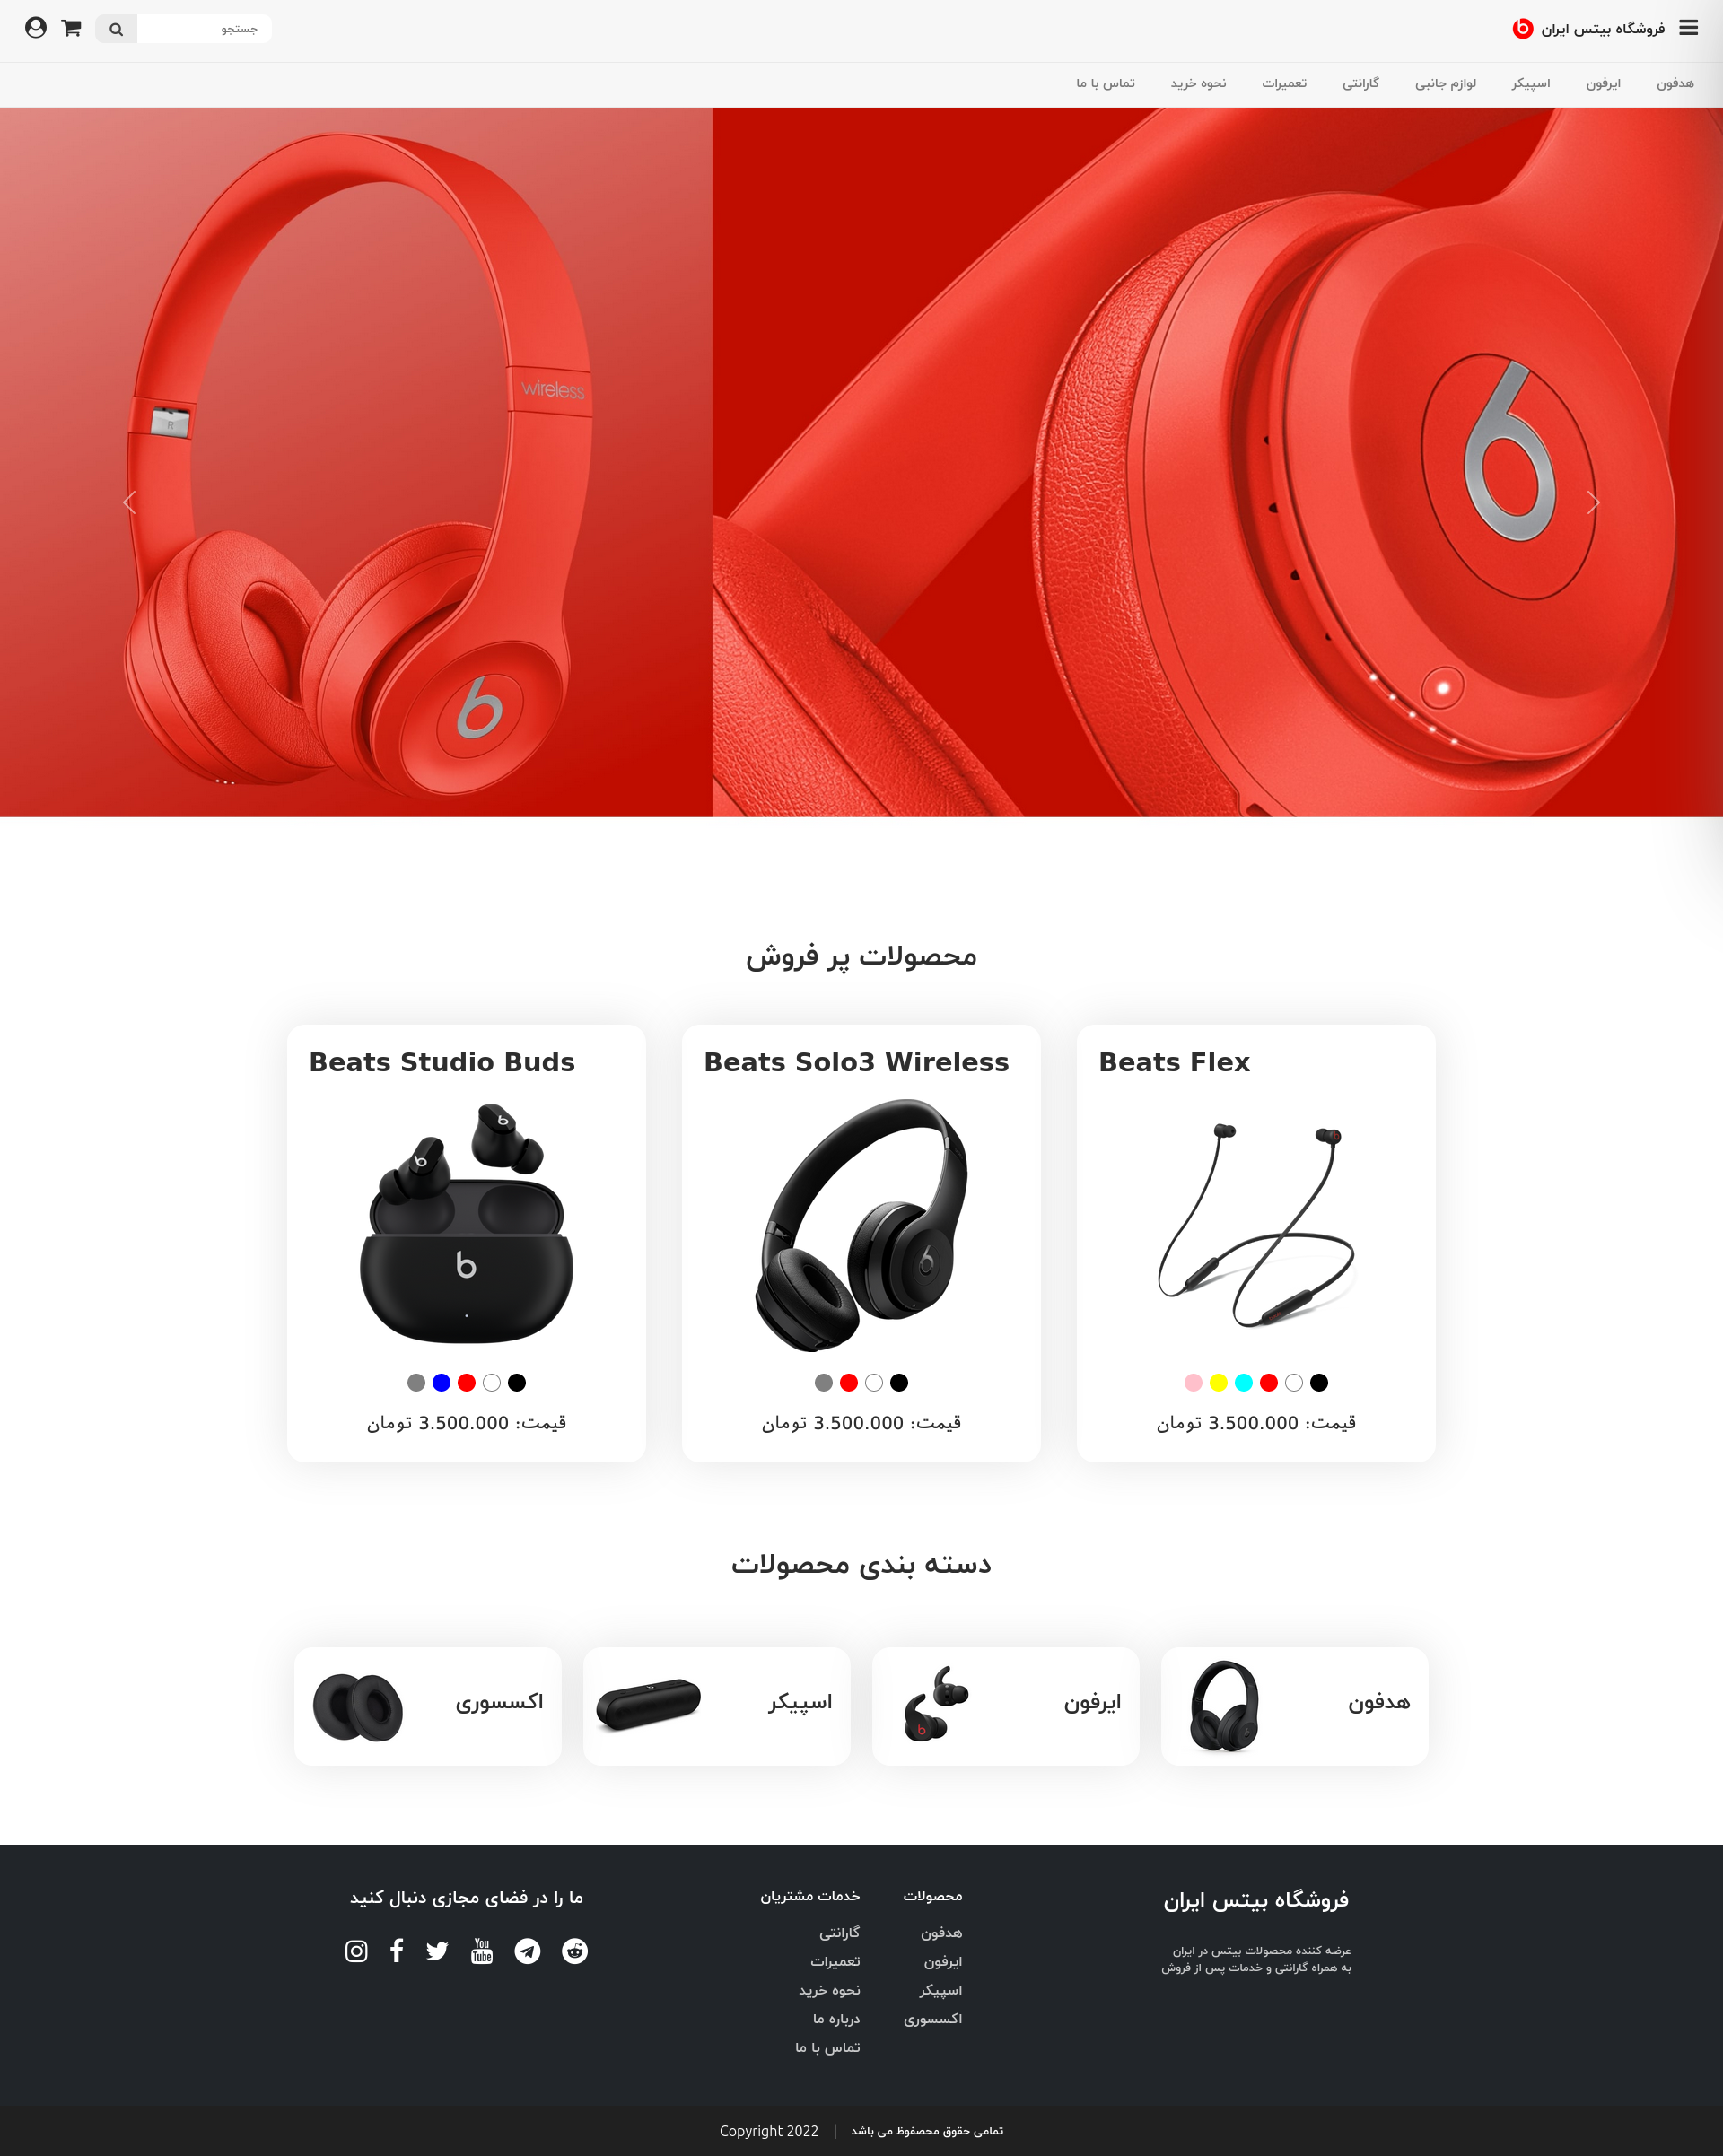 فروشگاه بیتس ایران
جستجو
هدفون
ایرفون
اسپیکر
لوازم جانبی
گارانتی
تعمیرات
نحوه خرید
تماس با ما
wireless
R
محصولات پر فروش
Beats Flex
قیمت: 3.500.000 تومان
Beats Solo3 Wireless
قیمت: 3.500.000 تومان
Beats Studio Buds
قیمت: 3.500.000 تومان
دسته بندی محصولات
هدفون
ایرفون
اسپیکر
اکسسوری
فروشگاه بیتس ایران
عرضه کننده محصولات بیتس در ایران
به همراه گارانتی و خدمات پس از فروش
محصولات
هدفون
ایرفون
اسپیکر
اکسسوری
خدمات مشتریان
گارانتی
تعمیرات
نحوه خرید
درباره ما
تماس با ما
ما را در فضای مجازی دنبال کنید
You
Tube
تمامی حقوق محصفوظ می باشد | Copyright 2022